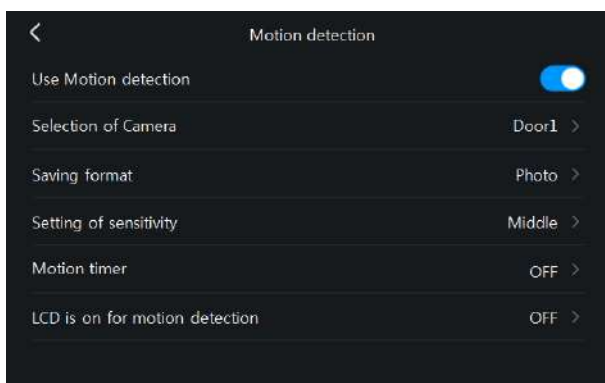 Motion detection
Use Motion detection
Selection of Camera Door1
Saving format Photo
Setting of sensitivity Middle
Motion timer OFF
LCD is on for motion detection OFF